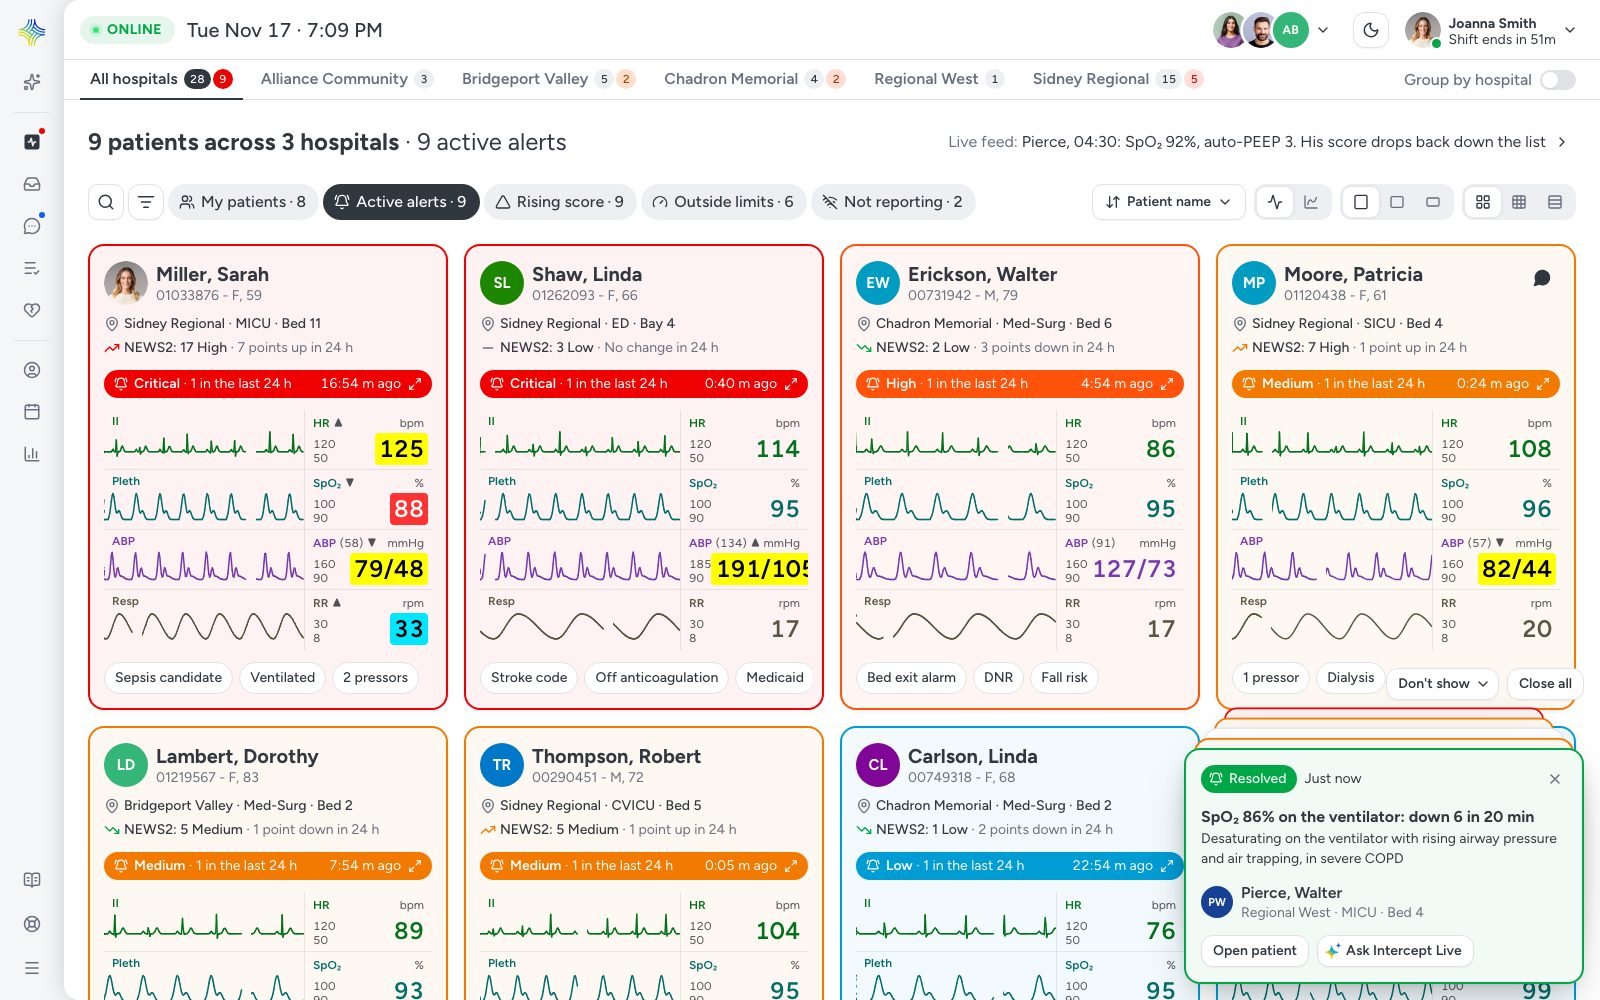 ONLINE Tue Nov 17 · 7:09 PM
AB
Joanna Smith
Shift ends in 51m
All hospitals 28 9 Alliance Community 3 Bridgeport Valley 5 2 Chadron Memorial 4 2 Regional West 1 Sidney Regional 15 5 Group by hospital
9 patients across 3 hospitals · 9 active alerts
Live feed: Pierce, 04:30: SpO₂ 92%, auto-PEEP 3. His score drops back down the list
My patients · 8 Active alerts · 9 Rising score · 9 Outside limits · 6 Not reporting · 2 Patient name
Miller, Sarah
01033876 - F, 59
Sidney Regional · MICU · Bed 11
NEWS2: 17 High · 7 points up in 24 h
Critical · 1 in the last 24 h 16:54 m ago
II HR ▲ bpm
120
50
125
Pleth SpO₂ ▼ %
100
90
88
ABP ABP (58) ▼ mmHg
160
90
79/48
Resp RR ▲ rpm
30
8
33
Sepsis candidate Ventilated 2 pressors
SL
Shaw, Linda
01262093 - F, 66
Sidney Regional · ED · Bay 4
NEWS2: 3 Low · No change in 24 h
Critical · 1 in the last 24 h 0:40 m ago
II HR bpm
120
50
114
Pleth SpO₂ %
100
90
95
ABP ABP (134) ▲ mmHg
185
90
191/105
Resp RR rpm
30
8
17
Stroke code Off anticoagulation Medicaid
EW
Erickson, Walter
00731942 - M, 79
Chadron Memorial · Med-Surg · Bed 6
NEWS2: 2 Low · 3 points down in 24 h
High · 1 in the last 24 h 4:54 m ago
II HR bpm
120
50
86
Pleth SpO₂ %
100
90
95
ABP ABP (91) mmHg
160
90
127/73
Resp RR rpm
30
8
17
Bed exit alarm DNR Fall risk
MP
Moore, Patricia
01120438 - F, 61
Sidney Regional · SICU · Bed 4
NEWS2: 7 High · 1 point up in 24 h
Medium · 1 in the last 24 h 0:24 m ago
II HR bpm
120
50
108
Pleth SpO₂ %
100
90
96
ABP ABP (57) ▼ mmHg
160
90
82/44
Resp RR rpm
30
8
20
1 pressor Dialysis
Don't show Close all
LD
Lambert, Dorothy
01219567 - F, 83
Bridgeport Valley · Med-Surg · Bed 2
NEWS2: 5 Medium · 1 point down in 24 h
Medium · 1 in the last 24 h 7:54 m ago
II HR bpm
120
50
89
Pleth SpO₂ %
100
90
93
TR
Thompson, Robert
00290451 - M, 72
Sidney Regional · CVICU · Bed 5
NEWS2: 5 Medium · 1 point up in 24 h
Medium · 1 in the last 24 h 0:05 m ago
II HR bpm
120
50
104
Pleth SpO₂ %
100
90
95
CL
Carlson, Linda
00749318 - F, 68
Chadron Memorial · Med-Surg · Bed 2
NEWS2: 1 Low · 2 points down in 24 h
Low · 1 in the last 24 h 22:54 m ago
II HR bpm
120
50
76
Pleth SpO₂ %
100
90
95
Resolved Just now
SpO₂ 86% on the ventilator: down 6 in 20 min
Desaturating on the ventilator with rising airway pressure
and air trapping, in severe COPD
PW
Pierce, Walter
Regional West · MICU · Bed 4
Open patient Ask Intercept Live
90
99